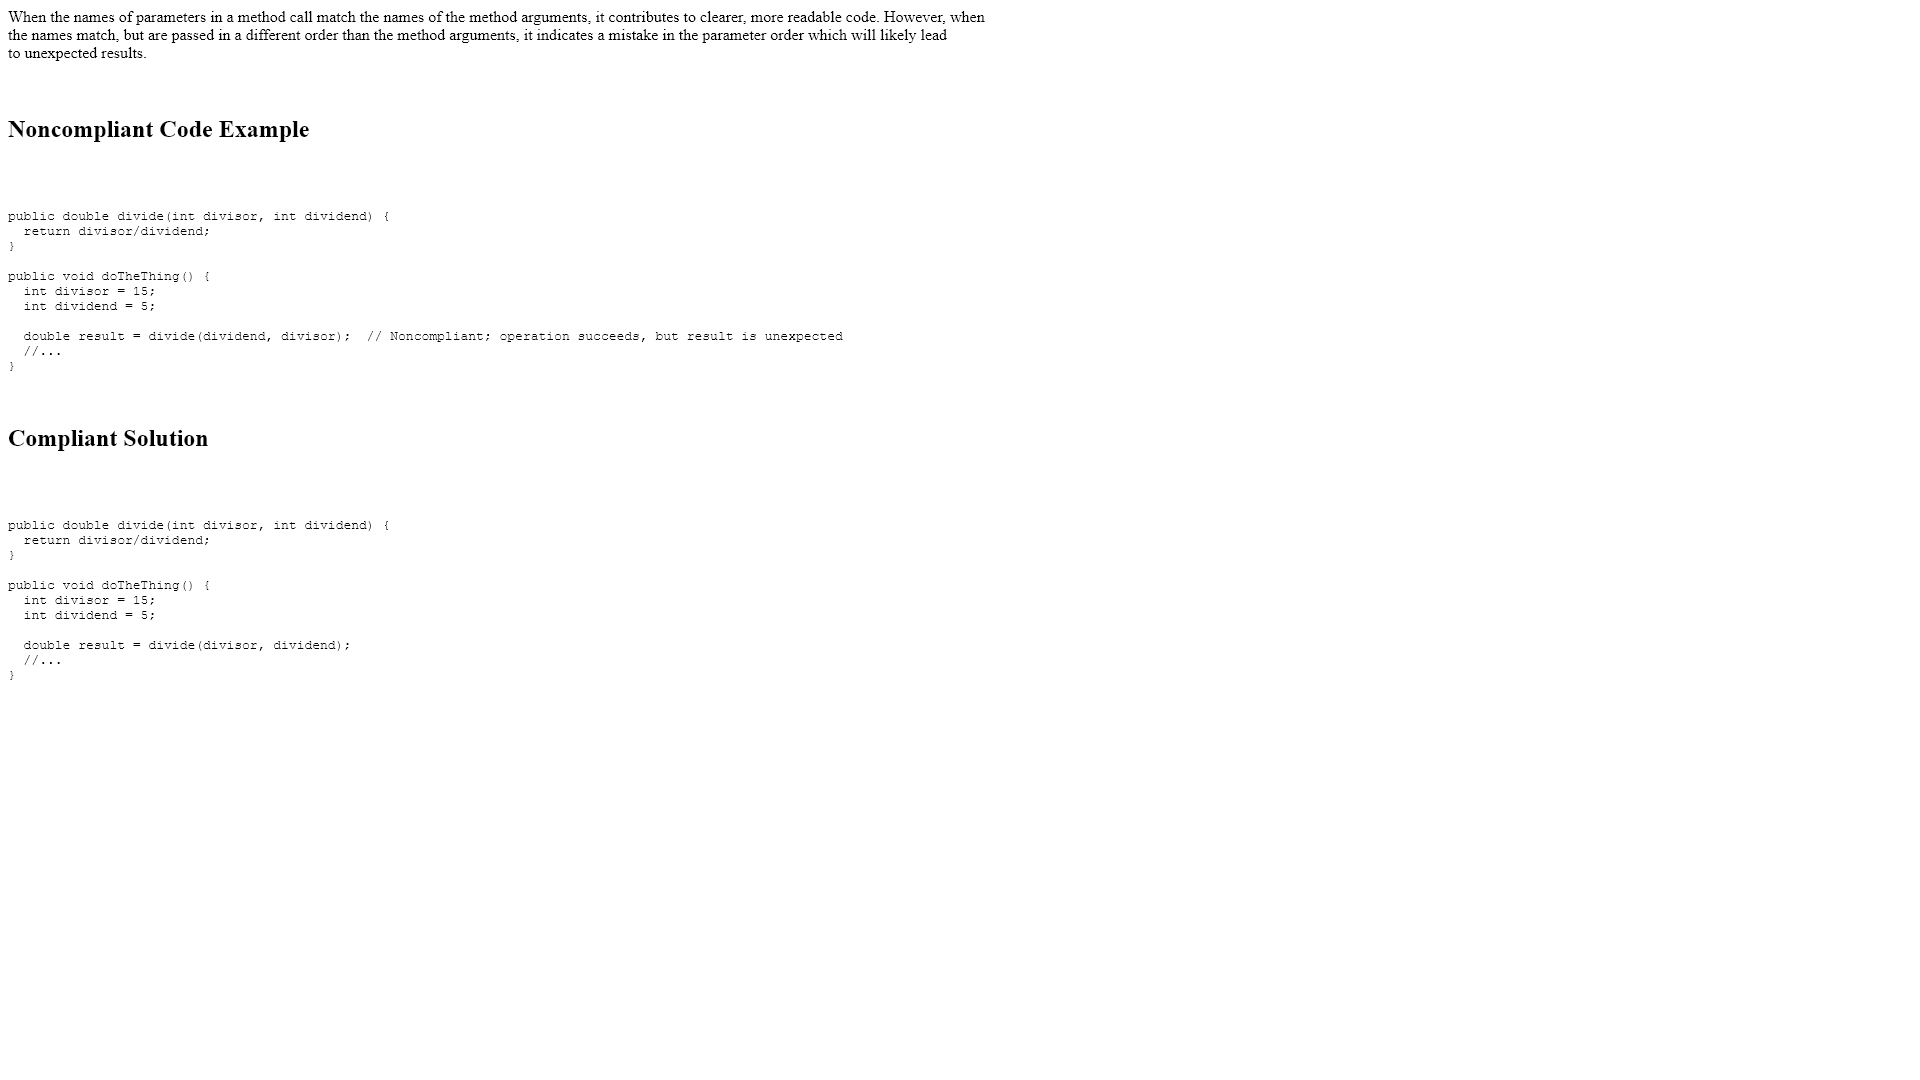 When the names of parameters in a method call match the names of the method arguments, it contributes to clearer, more readable code. However, when
the names match, but are passed in a different order than the method arguments, it indicates a mistake in the parameter order which will likely lead
to unexpected results.
Noncompliant Code Example
public double divide(int divisor, int dividend) {
  return divisor/dividend;
}
public void doTheThing() {
  int divisor = 15;
  int dividend = 5;
  double result = divide(dividend, divisor);  // Noncompliant; operation succeeds, but result is unexpected
  //...
}
Compliant Solution
public double divide(int divisor, int dividend) {
  return divisor/dividend;
}
public void doTheThing() {
  int divisor = 15;
  int dividend = 5;
  double result = divide(divisor, dividend);
  //...
}